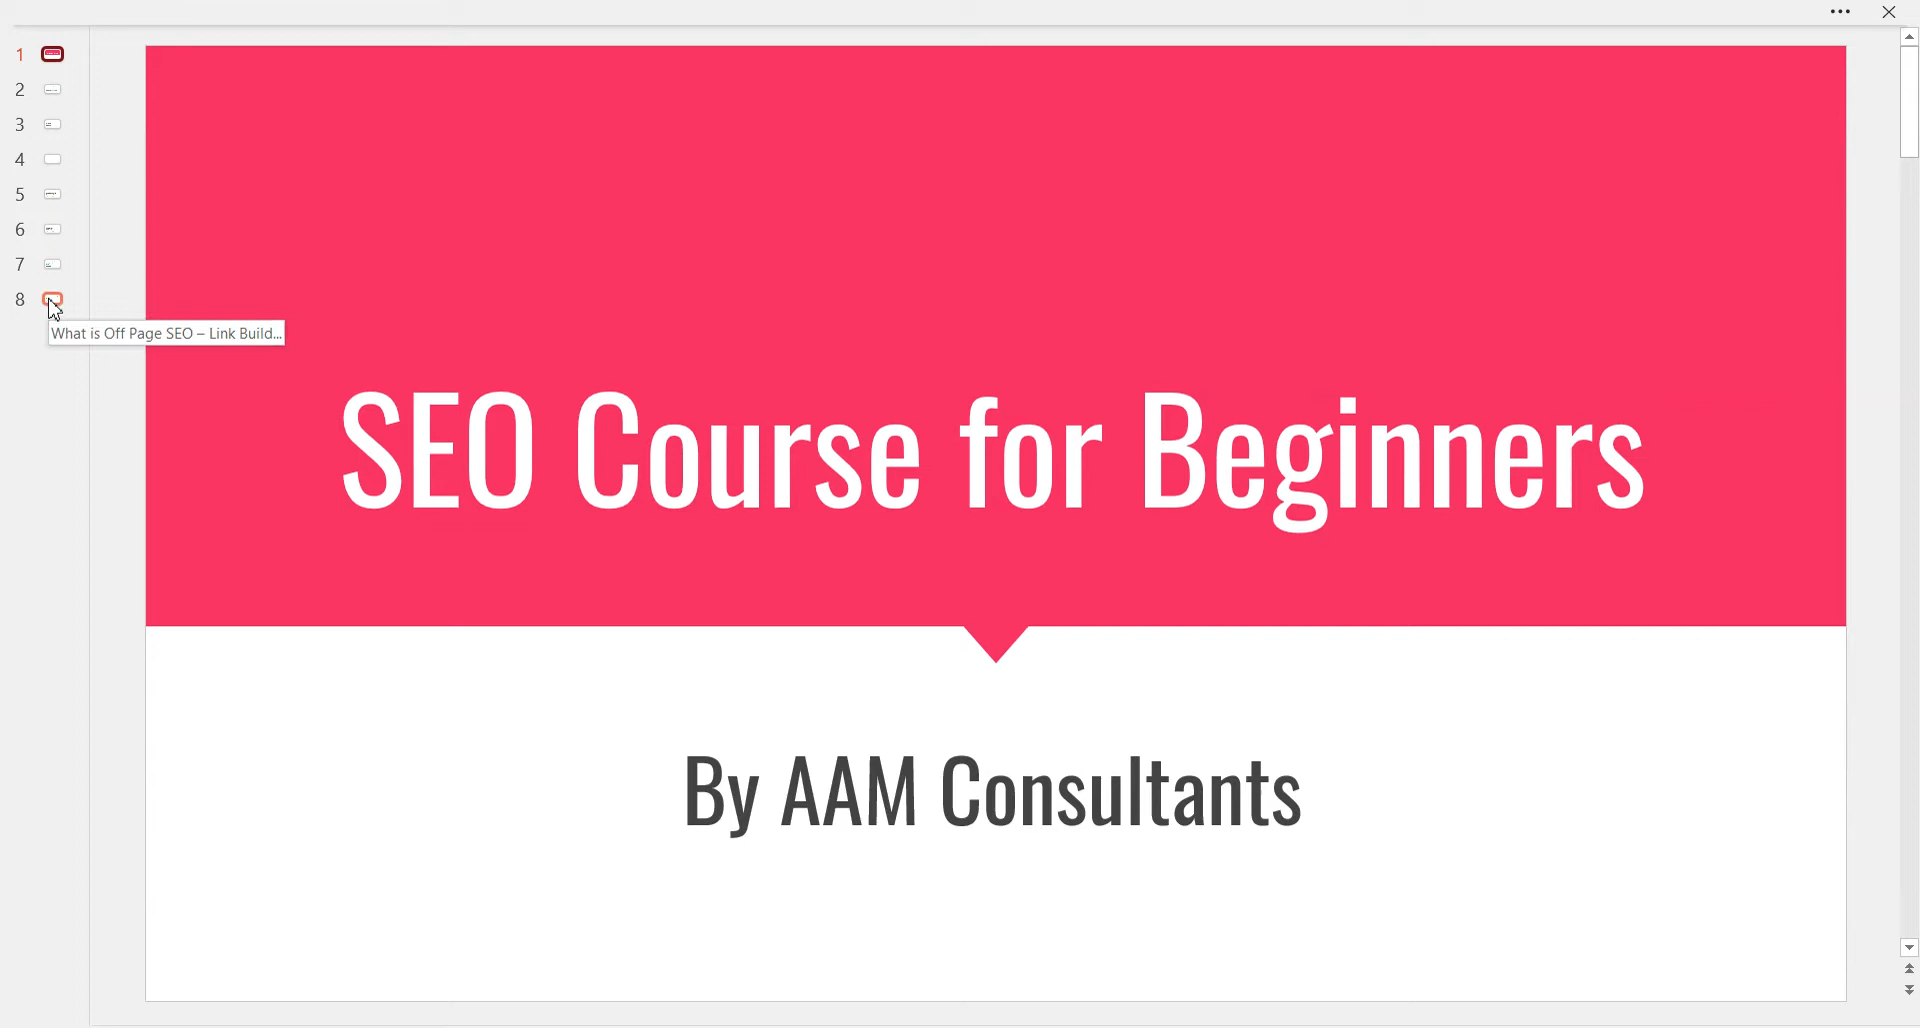 1
2
3
4
5
6
7
8
What is Off Page SEO – Link Build...
SEO Course for Beginners
By AAM Consultants